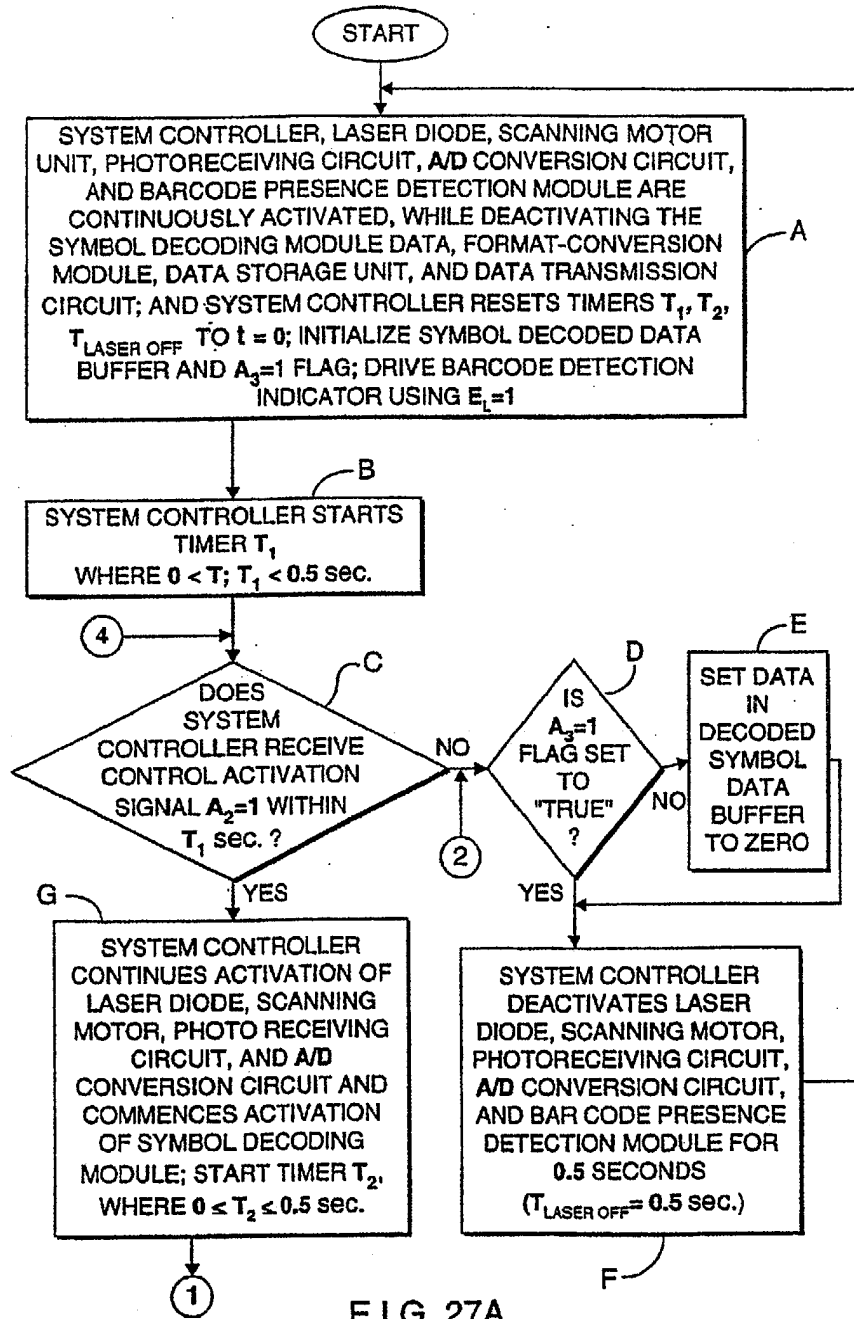 START
SYSTEM CONTROLLER, LASER DIODE, SCANNING MOTOR
UNIT, PHOTORECEIVING CIRCUIT, A/D CONVERSION CIRCUIT,
AND BARCODE PRESENCE DETECTION MODULE ARE
CONTINUOUSLY ACTIVATED, WHILE DEACTIVATING THE
SYMBOL DECODING MODULE DATA, FORMAT-CONVERSION
MODULE, DATA STORAGE UNIT, AND DATA TRANSMISSION
CIRCUIT; AND SYSTEM CONTROLLER RESETS TIMERS T₁, T₂,
T_LASER OFF TO t = 0; INITIALIZE SYMBOL DECODED DATA
BUFFER AND A₃=1 FLAG; DRIVE BARCODE DETECTION
INDICATOR USING E_L=1
A
B
SYSTEM CONTROLLER STARTS
TIMER T₁
WHERE 0 < T; T₁ < 0.5 sec.
4
C
DOES
SYSTEM
CONTROLLER RECEIVE
CONTROL ACTIVATION
SIGNAL A₂=1 WITHIN
T₁ sec. ?
NO
2
YES
D
IS
A₃=1
FLAG SET
TO
"TRUE"
?
NO
YES
E
SET DATA
IN
DECODED
SYMBOL
DATA
BUFFER
TO ZERO
G
SYSTEM CONTROLLER
CONTINUES ACTIVATION OF
LASER DIODE, SCANNING
MOTOR, PHOTO RECEIVING
CIRCUIT, AND A/D
CONVERSION CIRCUIT AND
COMMENCES ACTIVATION
OF SYMBOL DECODING
MODULE; START TIMER T₂,
WHERE 0 ≤ T₂ ≤ 0.5 sec.
1
SYSTEM CONTROLLER
DEACTIVATES LASER
DIODE, SCANNING MOTOR,
PHOTORECEIVING CIRCUIT,
A/D CONVERSION CIRCUIT,
AND BAR CODE PRESENCE
DETECTION MODULE FOR
0.5 SECONDS
(T_LASER OFF = 0.5 sec.)
F
FIG. 27A